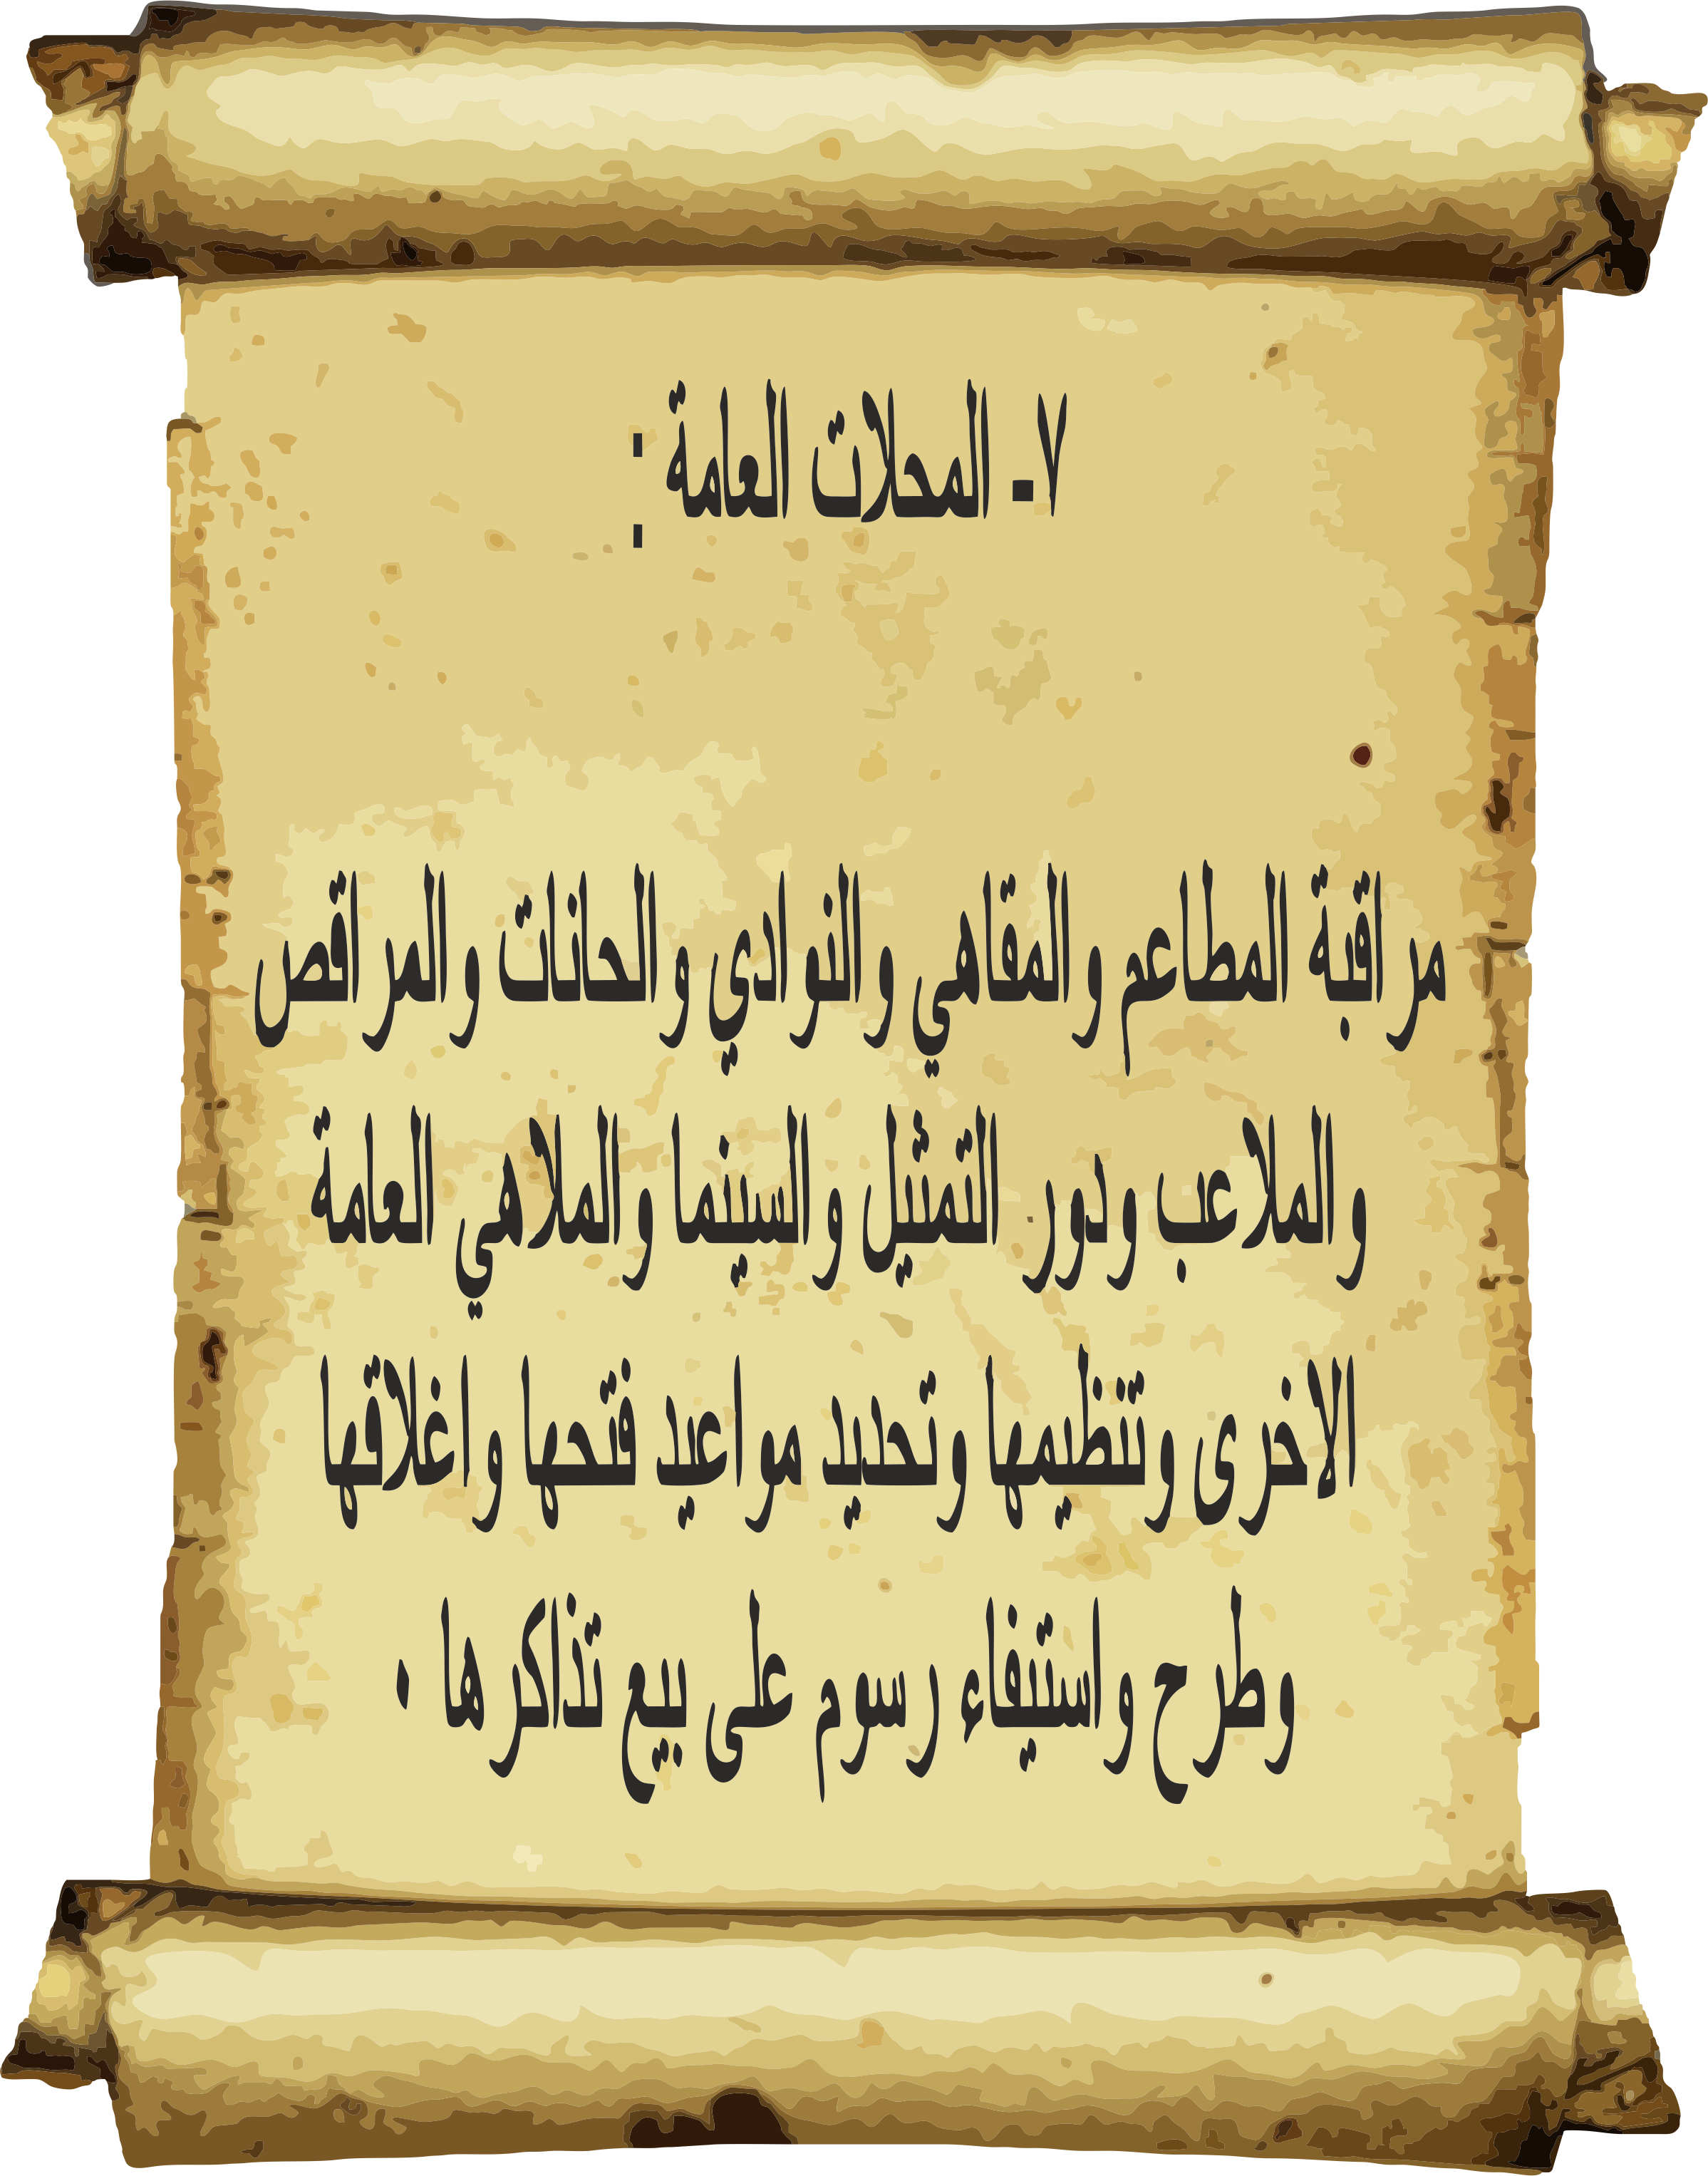 ٧- المحلات العامة :
مراقبة المطاعم والمقاهي والنوادي والحانات والمراقص
والملاعب ودور التمثيل والسينما والملاهي العامة
الاخرى وتنظيمها وتحديد مواعيد فتحها واغلاقها
وطرح واستيفاء رسوم على بيع تذاكرها ٠